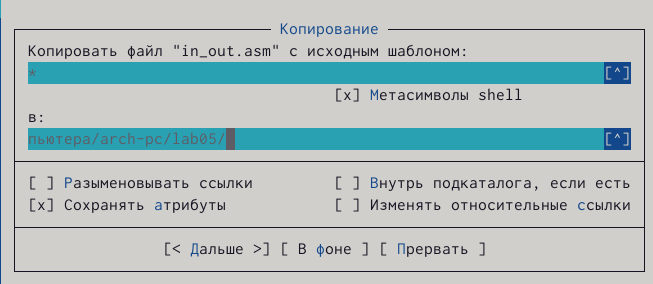 Копирование
Копировать файл "in_out.asm" с исходным шаблоном:
* [^]
[x] Метасимволы shell
в:
пьютера/arch-pc/lab05/ [^]
[ ] Разыменовывать ссылки [ ] Внутрь подкаталога, если есть
[x] Сохранять атрибуты [ ] Изменять относительные ссылки
[< Дальше >] [ В фоне ] [ Прервать ]